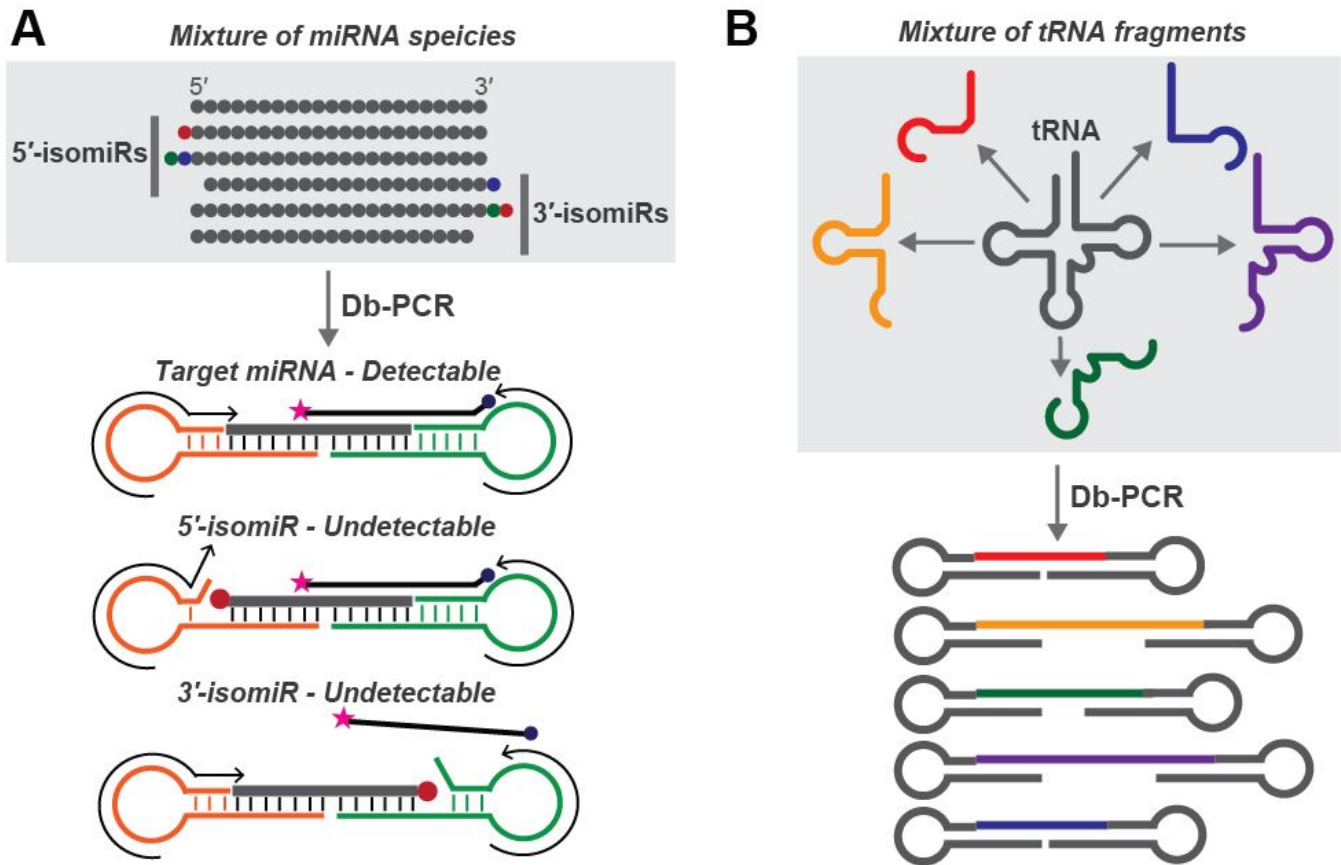 A
Mixture of miRNA speicies
5′
3′
5′-isomiRs
3′-isomiRs
Db-PCR
Target miRNA - Detectable
5′-isomiR - Undetectable
3′-isomiR - Undetectable
B
Mixture of tRNA fragments
tRNA
Db-PCR